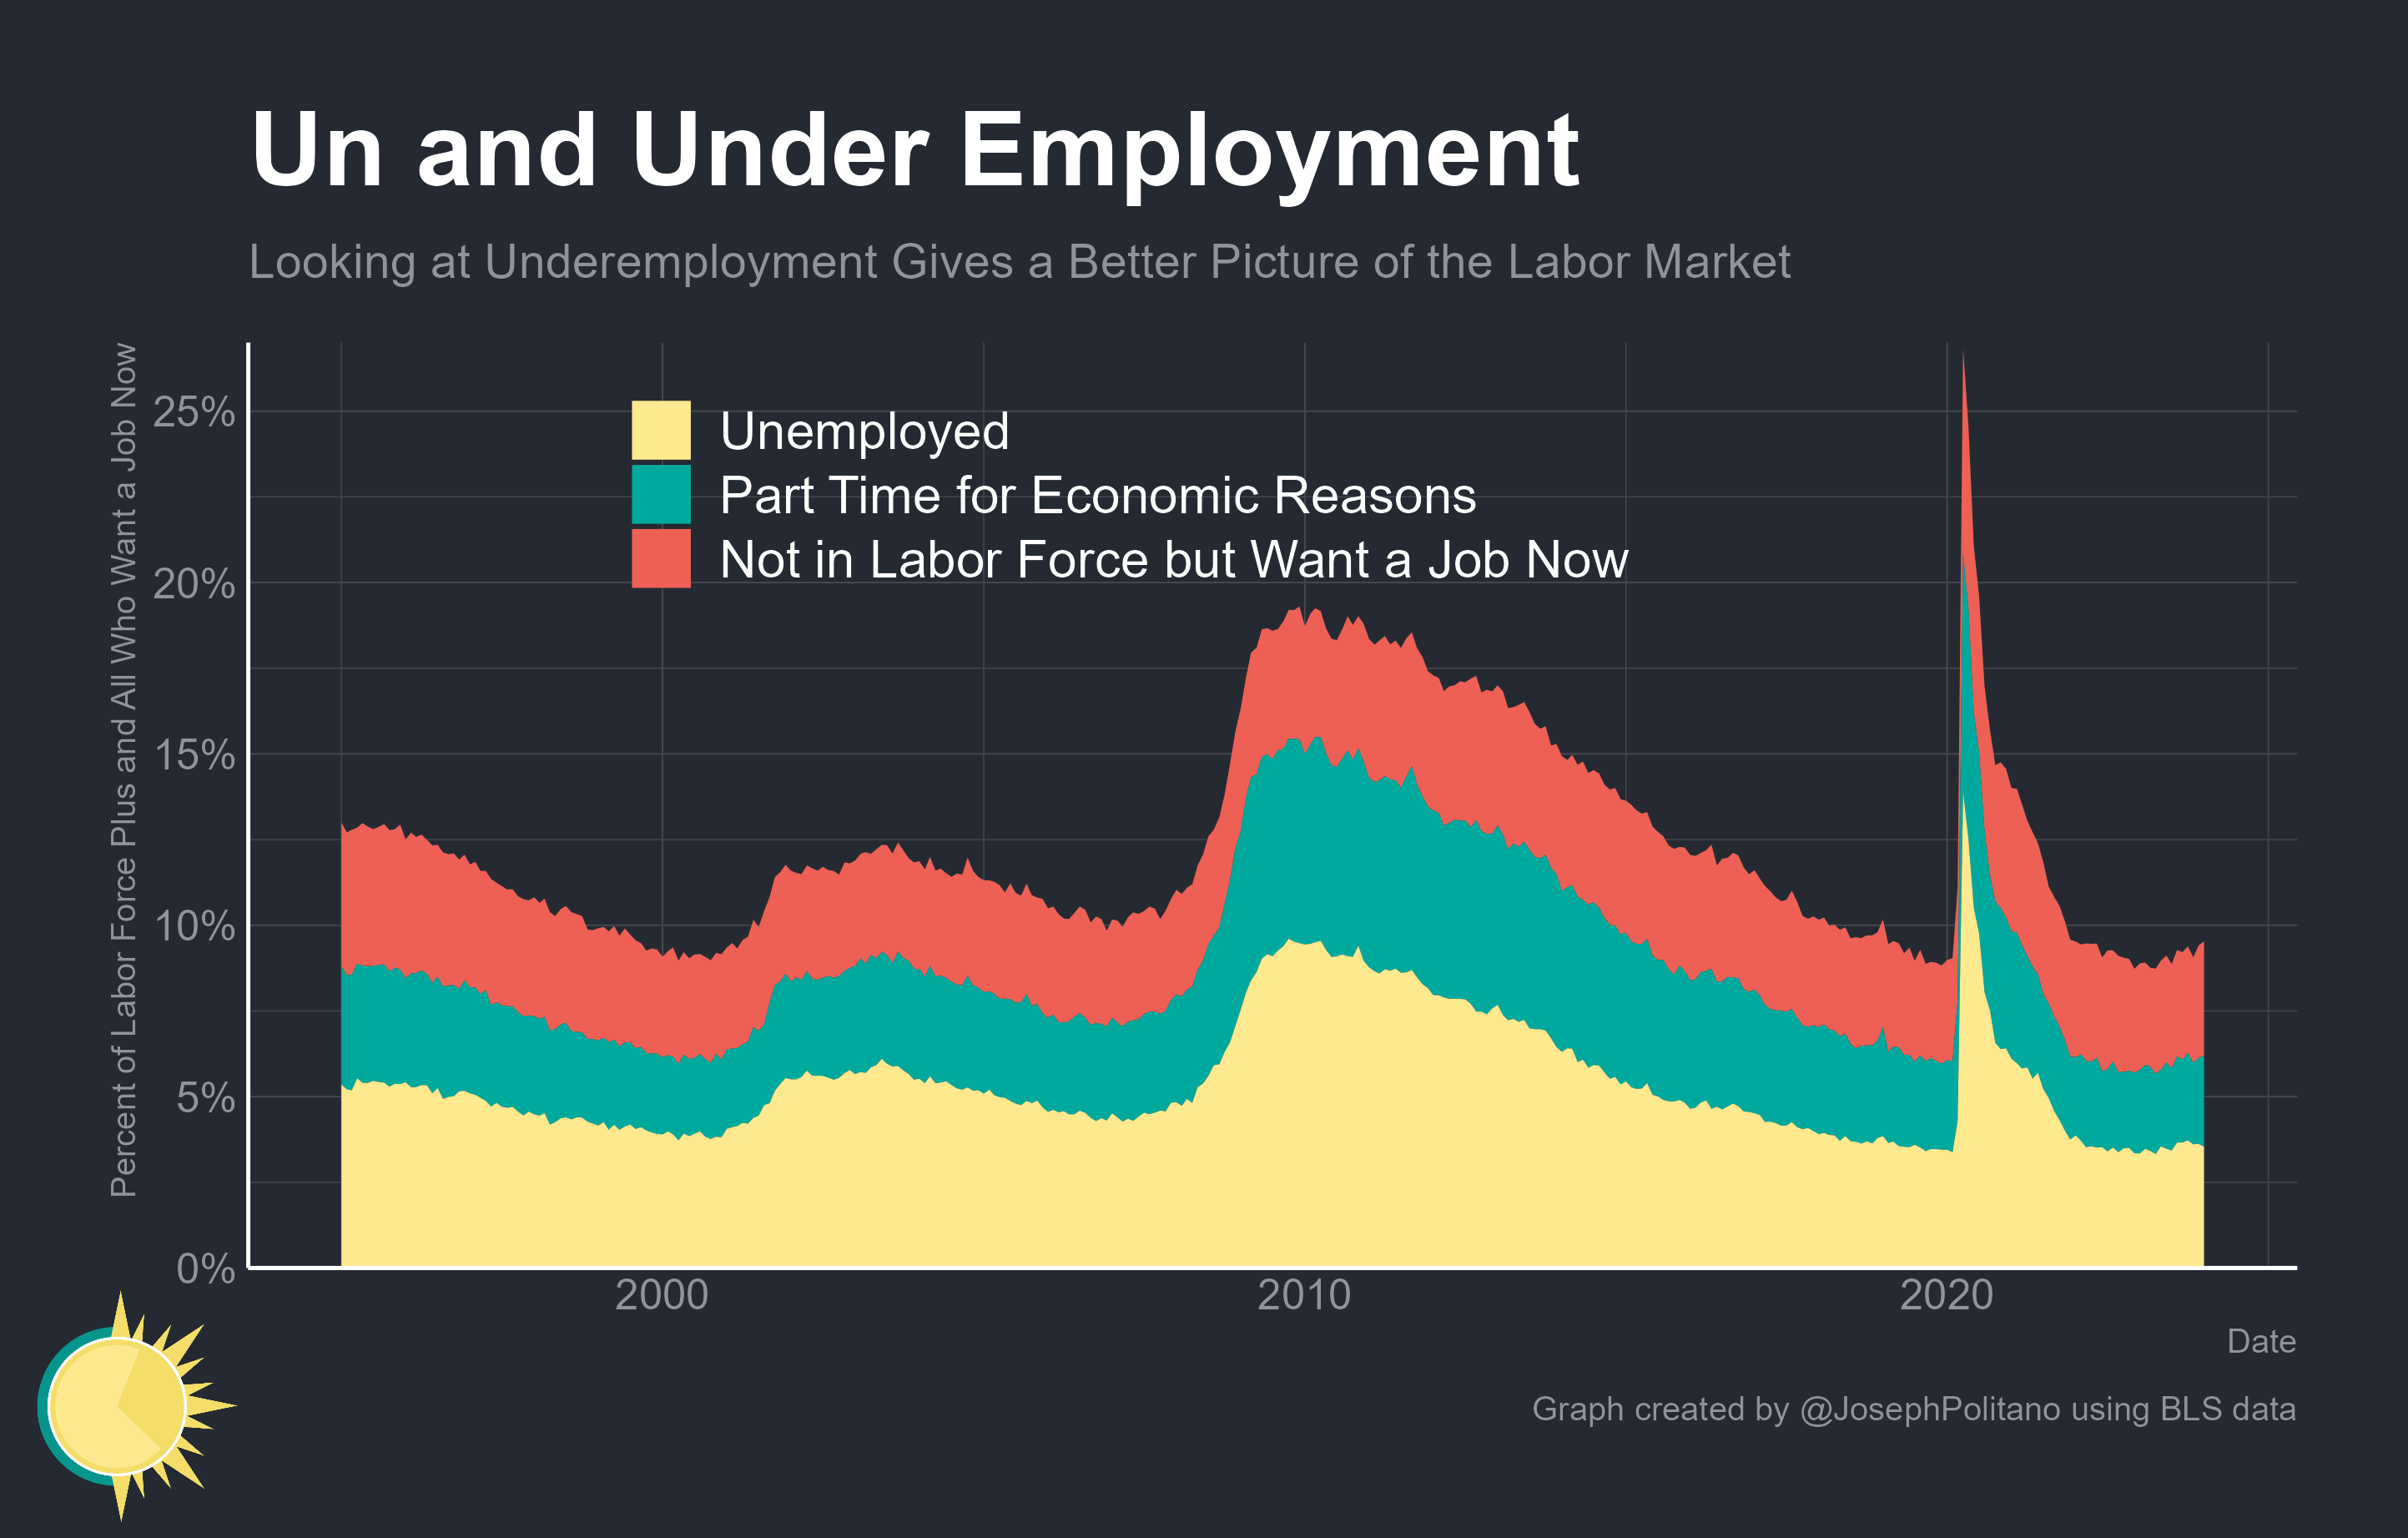 Un and Under Employment
Looking at Underemployment Gives a Better Picture of the Labor Market
Percent of Labor Force Plus and All Who Want a Job Now
25%
20%
15%
10%
5%
0%
Unemployed
Part Time for Economic Reasons
Not in Labor Force but Want a Job Now
2000
2010
2020
Date
Graph created by @JosephPolitano using BLS data